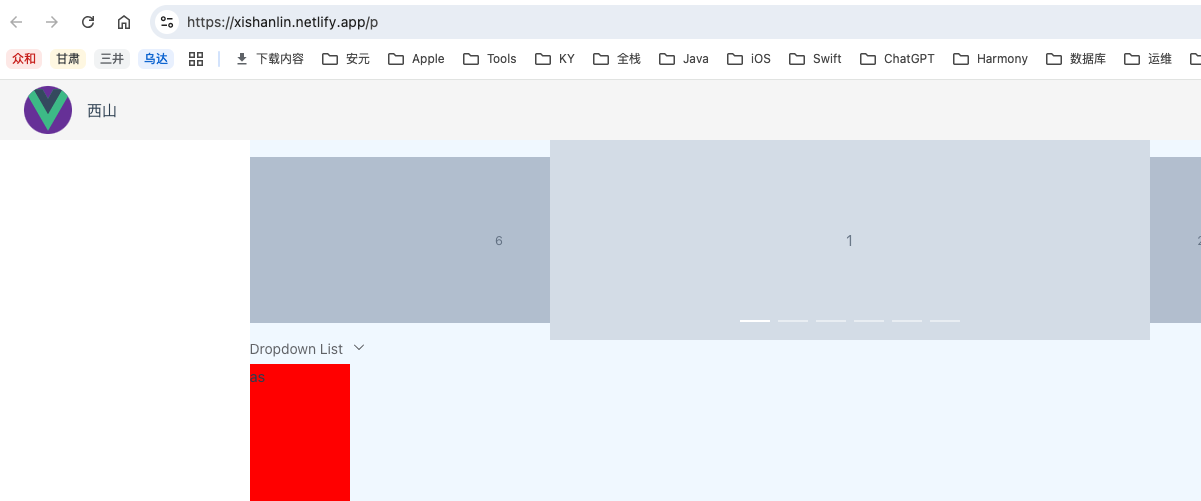 https://xishanlin.netlify.app/p
众和 甘肃 三井 乌达 下载内容 安元 Apple Tools KY 全栈 Java iOS Swift ChatGPT Harmony 数据库 运维
西山
6 1
Dropdown List
as